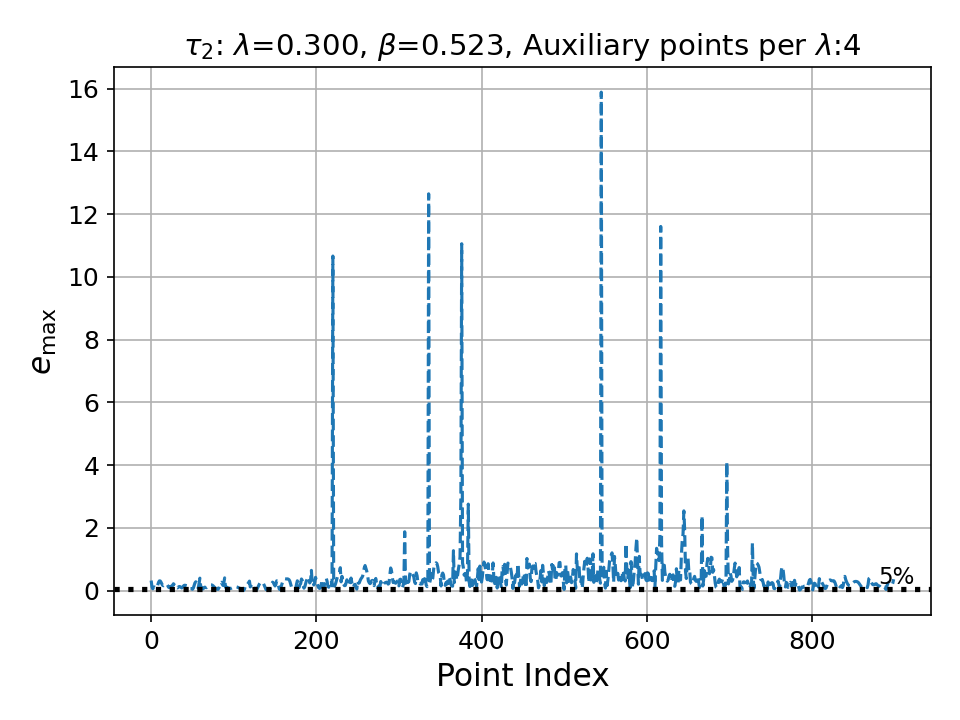 τ₂: λ=0.300, β=0.523, Auxiliary points per λ:4
16
14
12
10
8
6
4
2
0
e_max
5%
0 200 400 600 800
Point Index